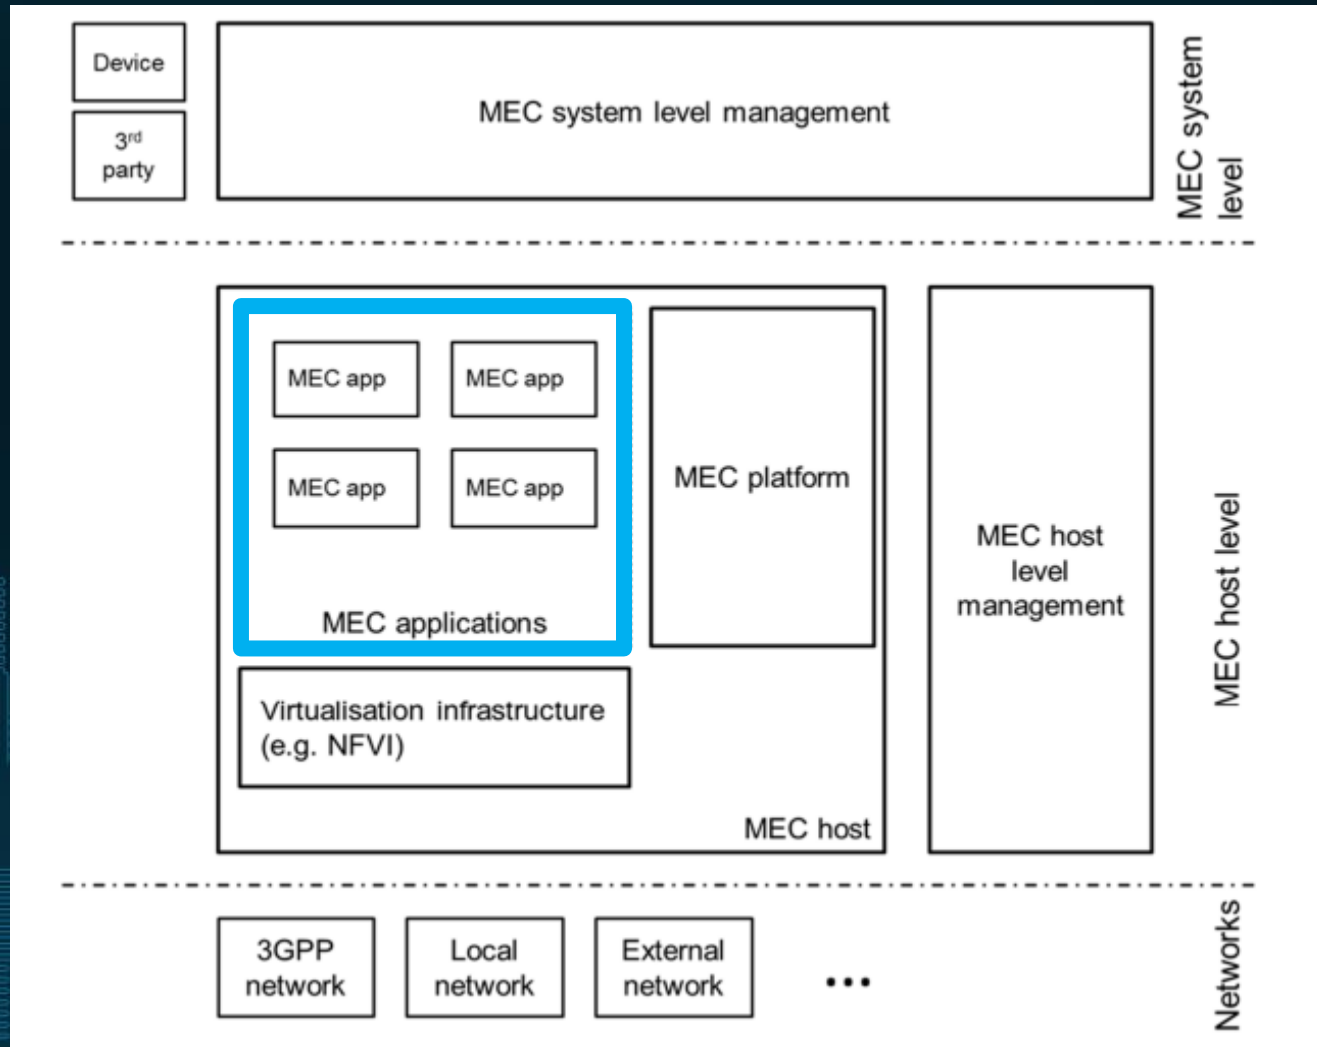 Device
3rd
party
MEC system level management
MEC system
level
MEC app
MEC app
MEC app
MEC app
MEC applications
MEC platform
Virtualisation infrastructure
(e.g. NFVI)
MEC host
MEC host
level
management
MEC host level
3GPP
network
Local
network
External
network
...
Networks